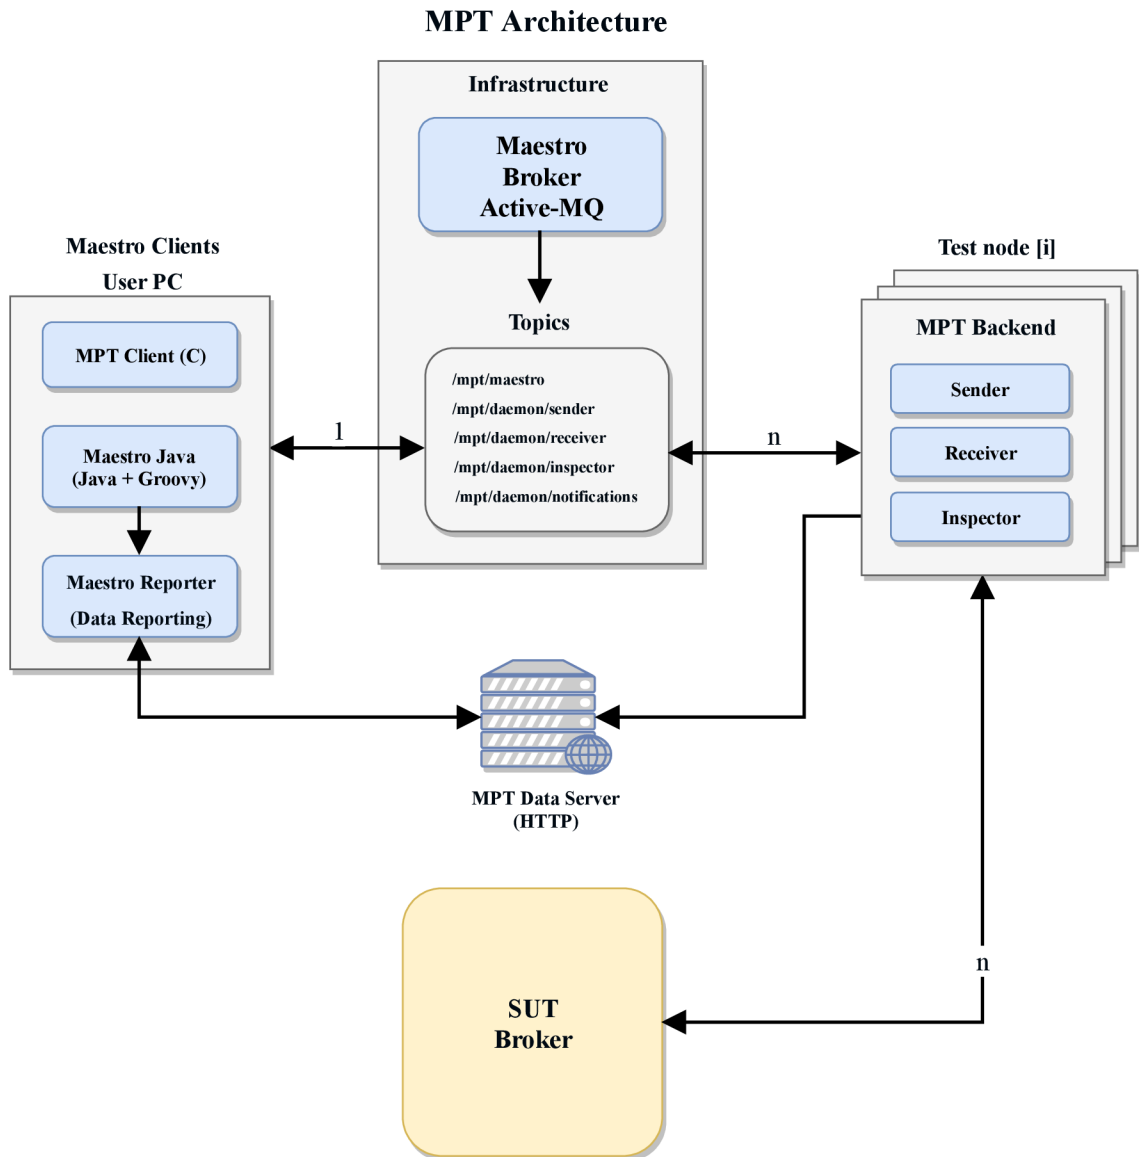 MPT Architecture
Infrastructure
Maestro
Broker
Active-MQ
Topics
/mpt/maestro
/mpt/daemon/sender
/mpt/daemon/receiver
/mpt/daemon/inspector
/mpt/daemon/notifications
Maestro Clients
User PC
MPT Client (C)
Maestro Java
(Java + Groovy)
Maestro Reporter
(Data Reporting)
1
n
Test node [i]
MPT Backend
Sender
Receiver
Inspector
MPT Data Server
(HTTP)
n
SUT
Broker